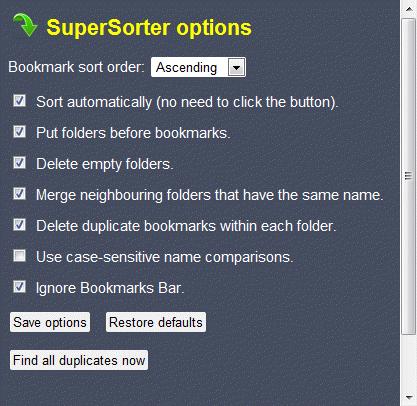 SuperSorter options
Bookmark sort order: Ascending
Sort automatically (no need to click the button).
Put folders before bookmarks.
Delete empty folders.
Merge neighbouring folders that have the same name.
Delete duplicate bookmarks within each folder.
Use case-sensitive name comparisons.
Ignore Bookmarks Bar.
Save options Restore defaults
Find all duplicates now